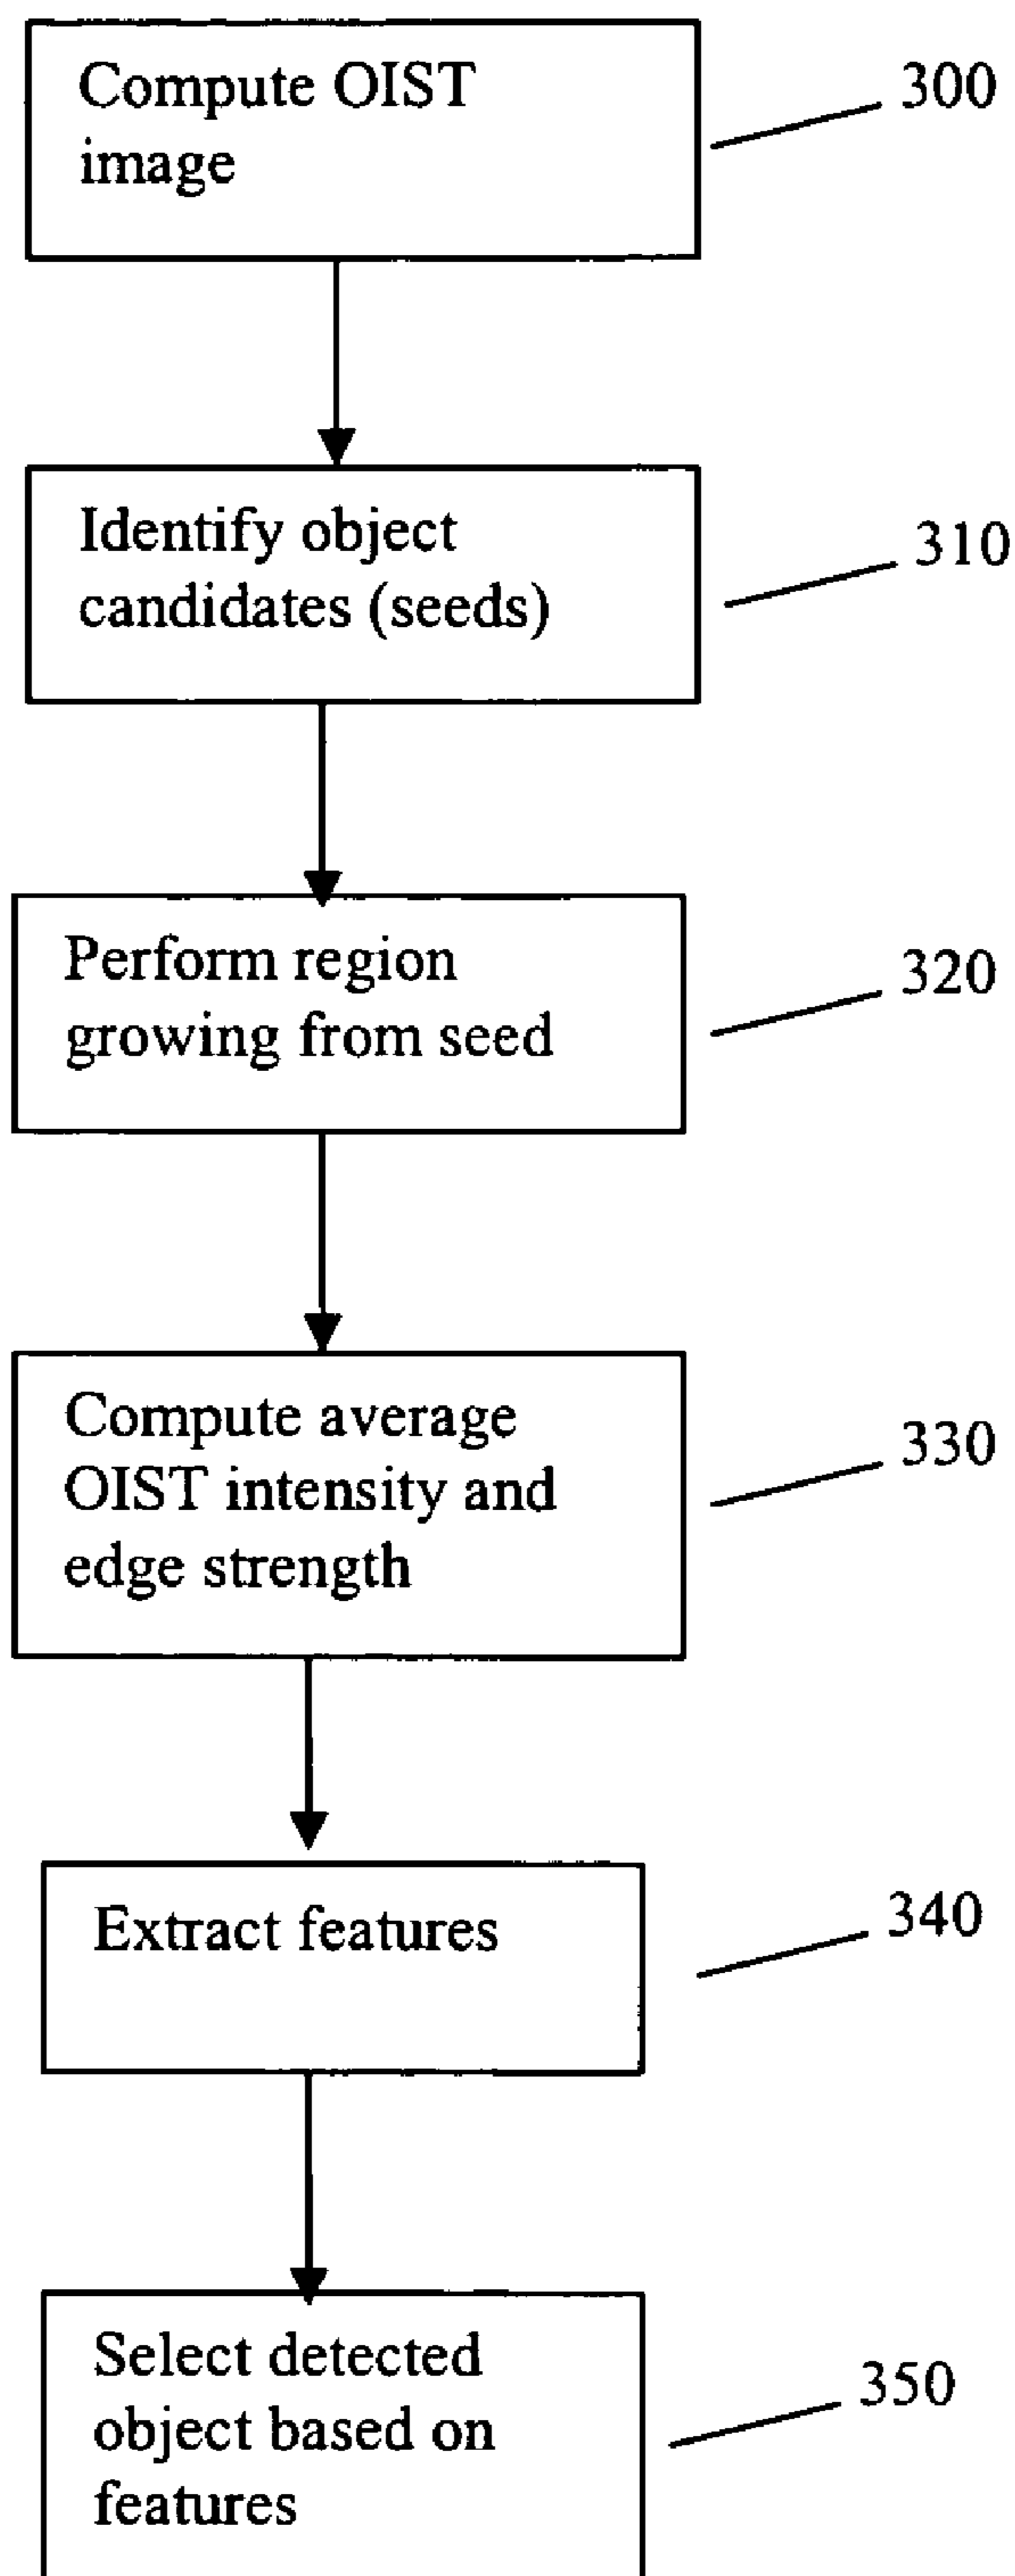 Compute OIST
image
300
Identify object
candidates (seeds)
310
Perform region
growing from seed
320
Compute average
OIST intensity and
edge strength
330
Extract features
340
Select detected
object based on
features
350